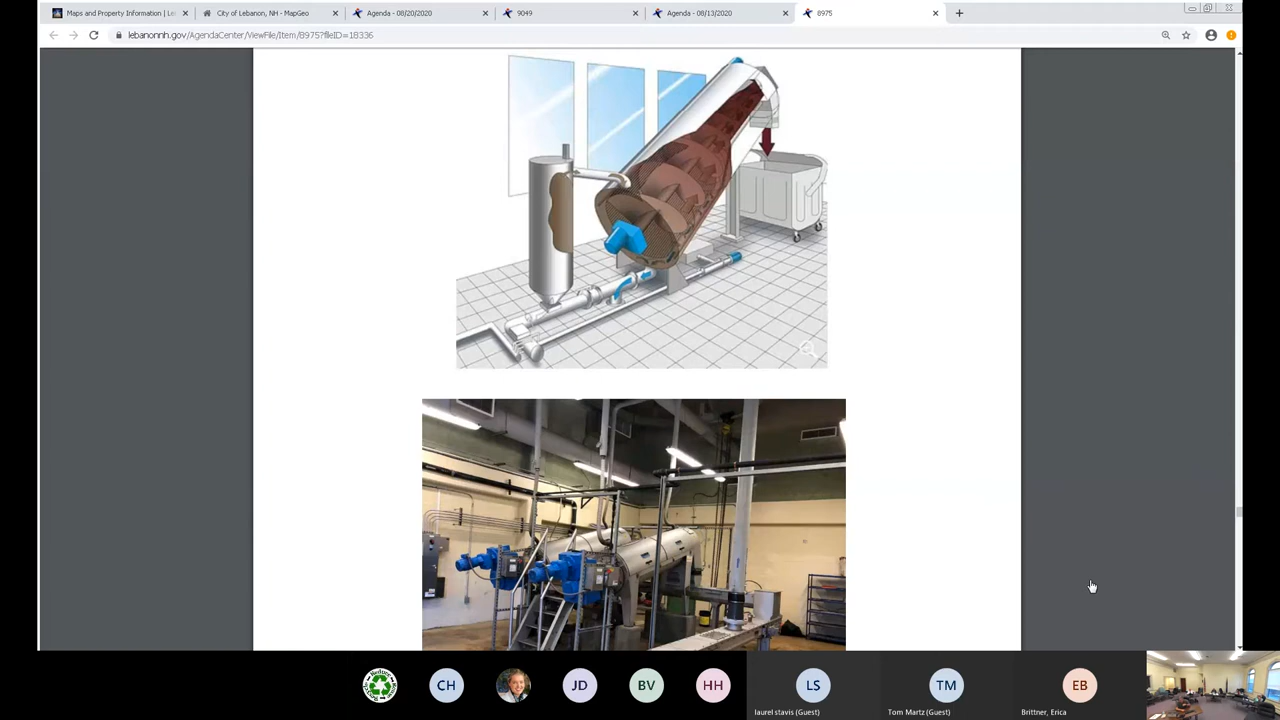 Maps and Property Information | Le
City of Lebanon, NH - MapGeo
Agenda - 08/20/2020
9049
Agenda - 08/13/2020
8975
lebanonnh.gov/AgendaCenter/ViewFile/Item/8975?fileID=18336
CH
JD
BV
HH
LS
TM
EB
laurel stavis (Guest)
Tom Martz (Guest)
Brittner, Erica